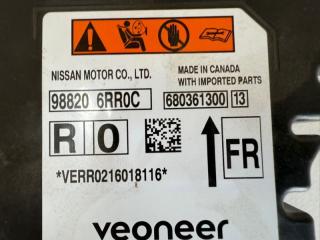 NISSAN MOTOR CO., LTD.
MADE IN CANADA
WITH IMPORTED PARTS
98820 6RR0C
680361300 13
R 0
FR
*VERR0216018116*
veoneer